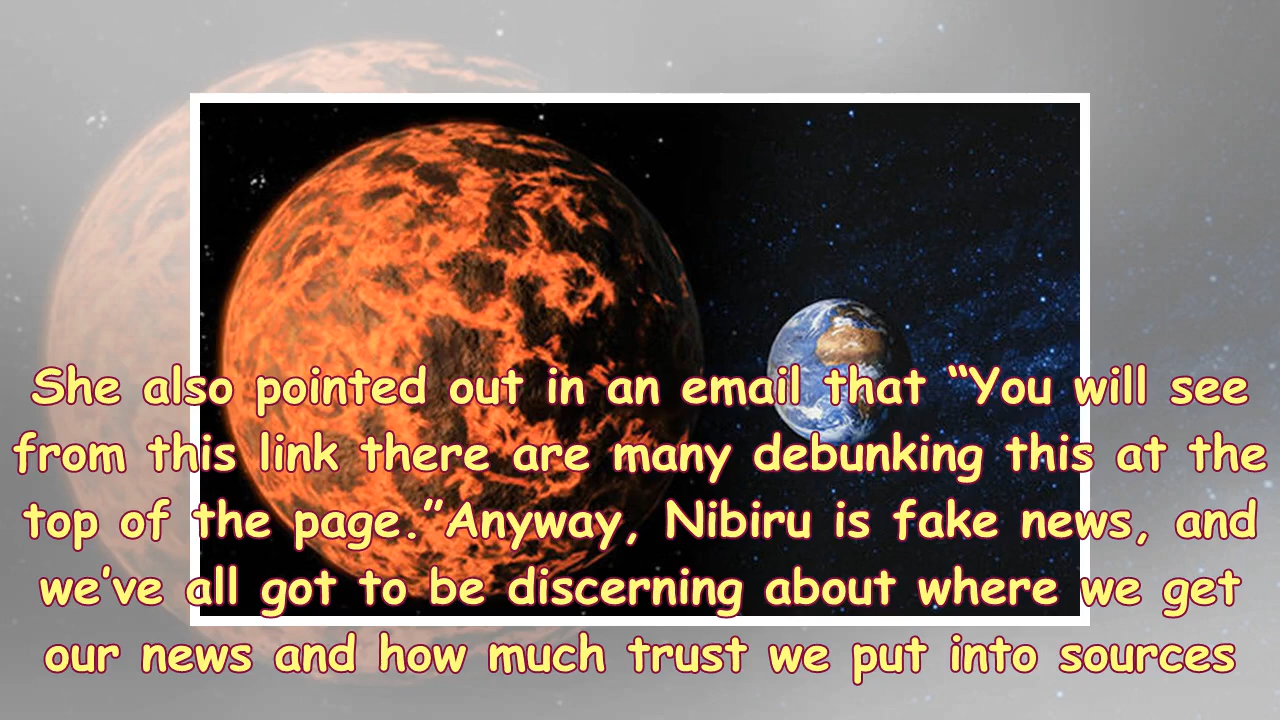 She also pointed out in an email that “You will see
from this link there are many debunking this at the
top of the page.”Anyway, Nibiru is fake news, and
we’ve all got to be discerning about where we get
our news and how much trust we put into sources